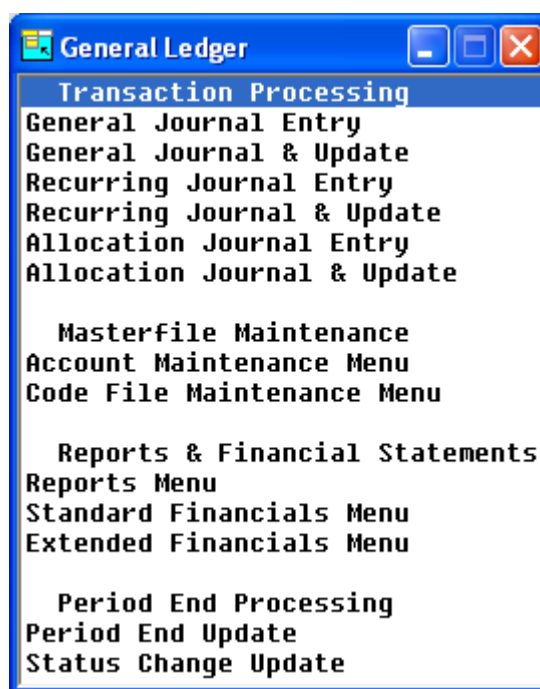 General Ledger
Transaction Processing
General Journal Entry
General Journal & Update
Recurring Journal Entry
Recurring Journal & Update
Allocation Journal Entry
Allocation Journal & Update
Masterfile Maintenance
Account Maintenance Menu
Code File Maintenance Menu
Reports & Financial Statements
Reports Menu
Standard Financials Menu
Extended Financials Menu
Period End Processing
Period End Update
Status Change Update